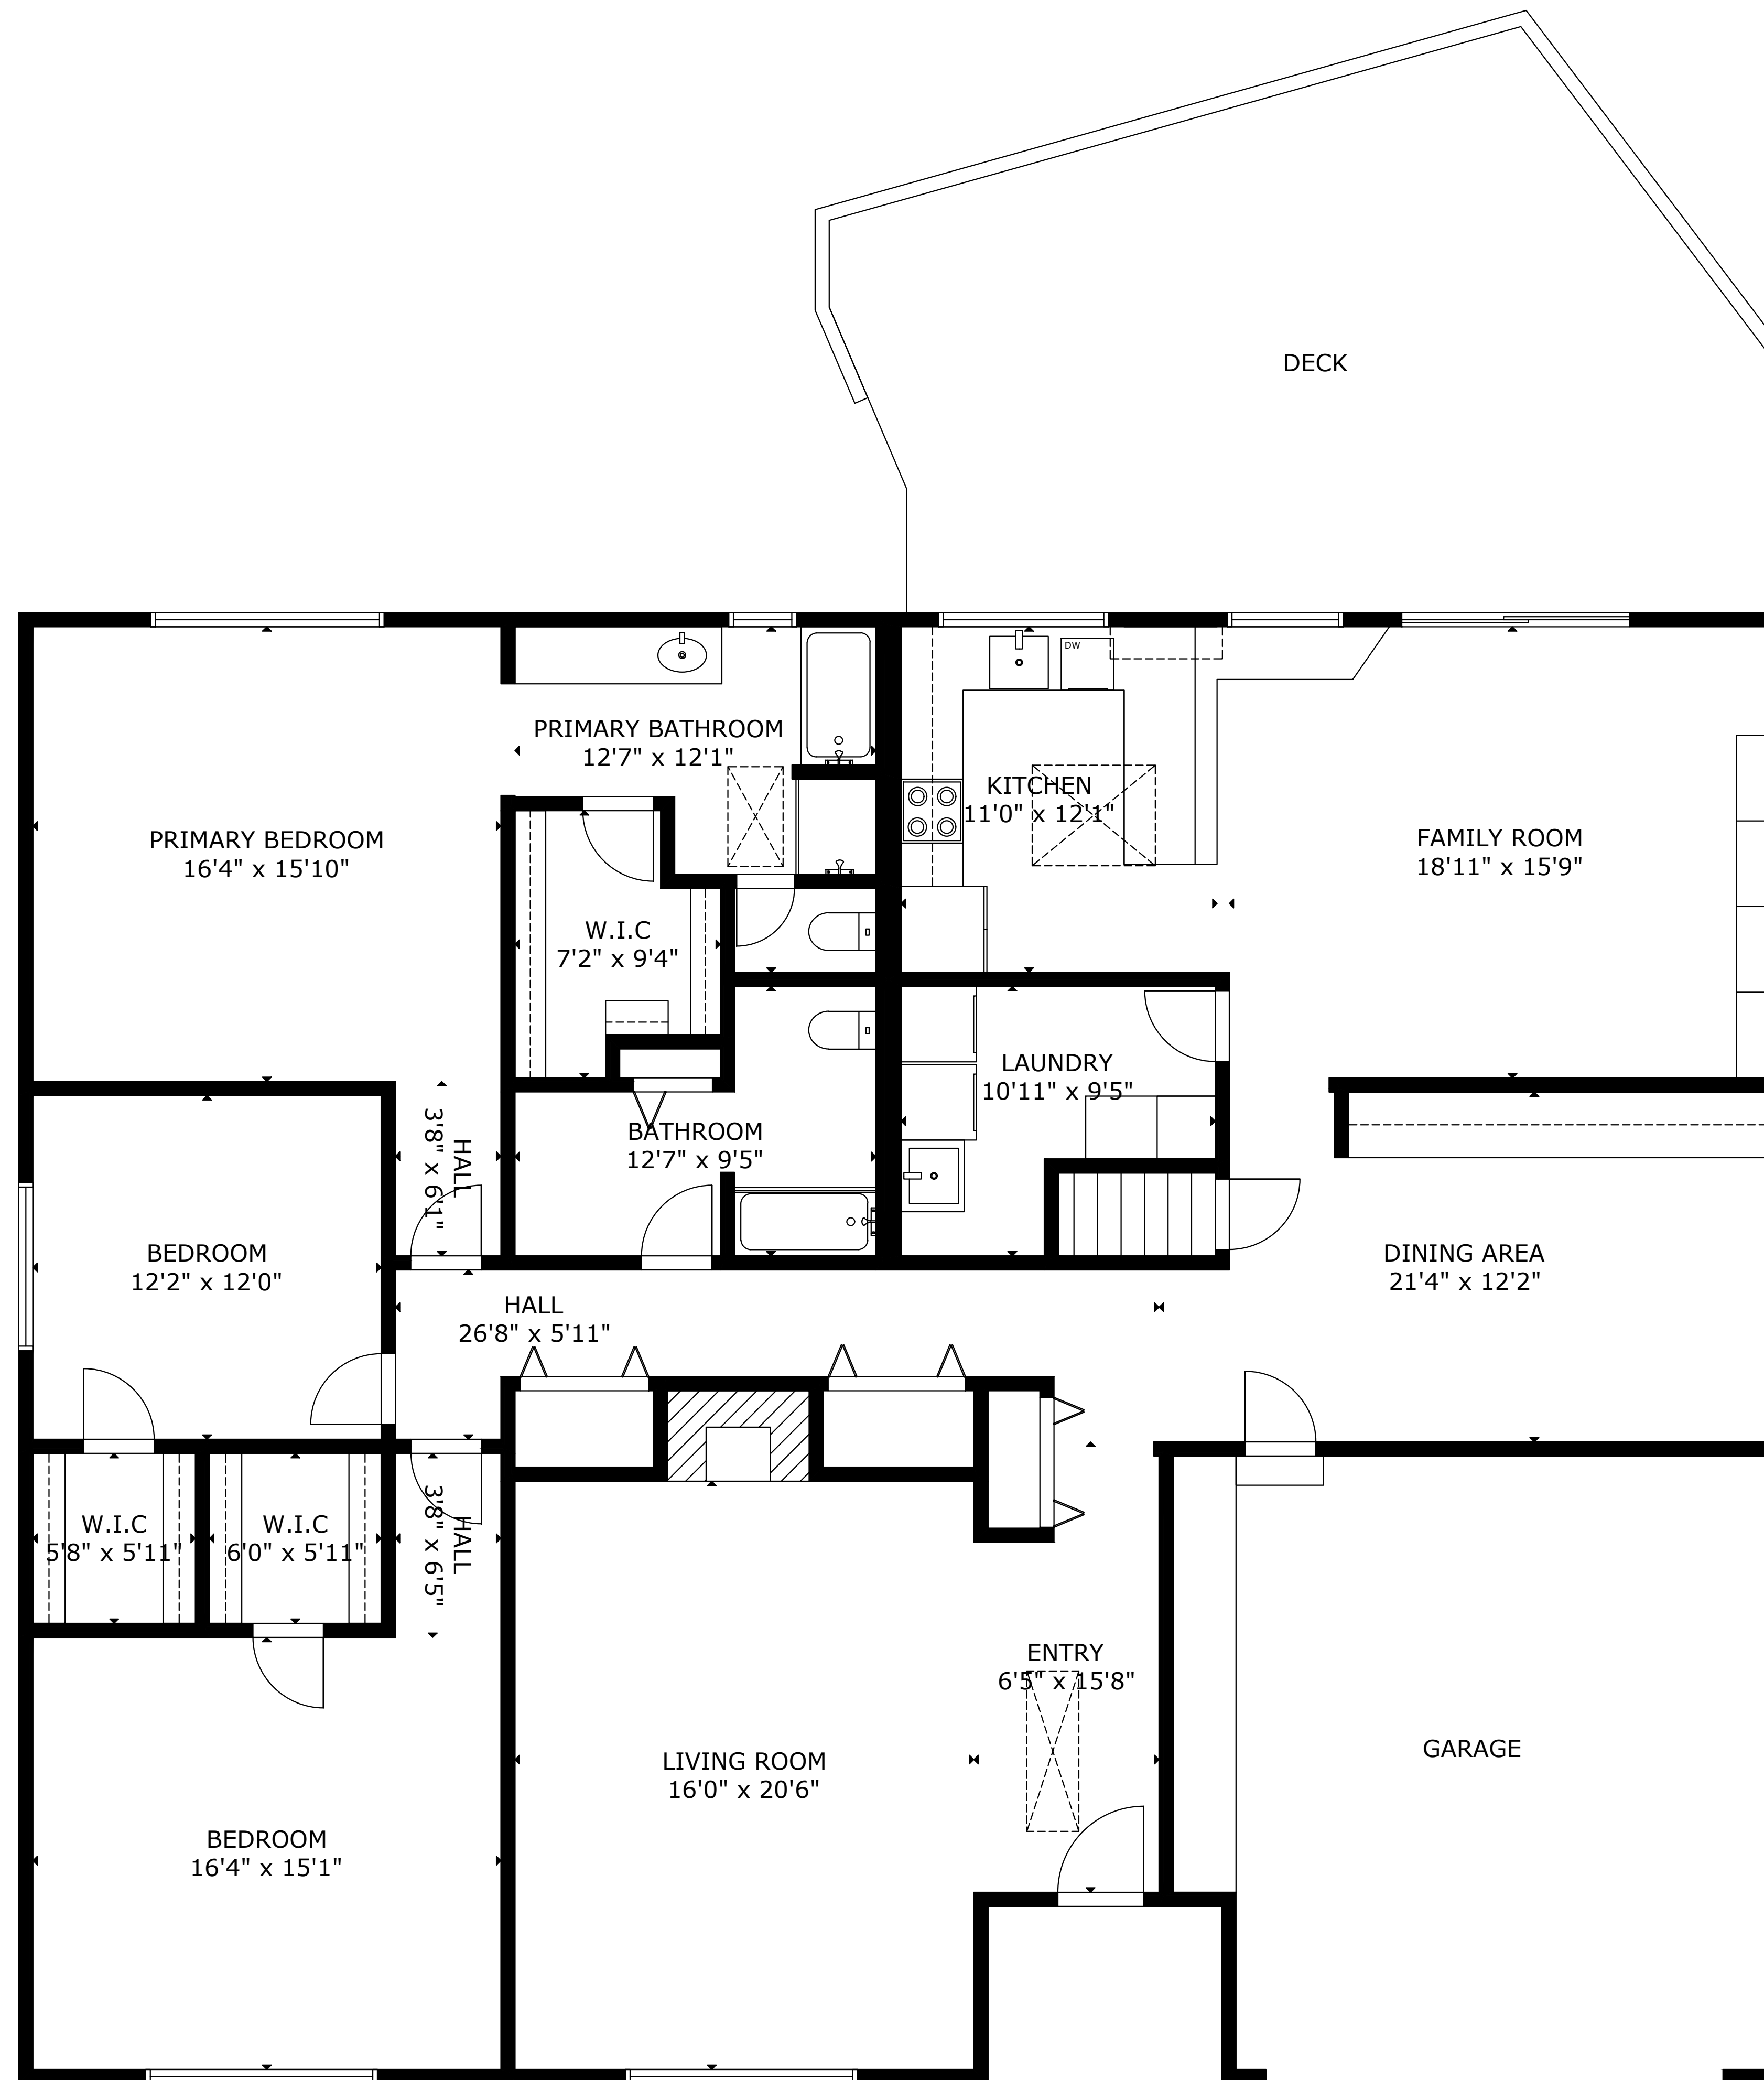 DECK
DW
PRIMARY BATHROOM
12'7" x 12'1"
KITCHEN
11'0" x 12'1"
PRIMARY BEDROOM
16'4" x 15'10"
FAMILY ROOM
18'11" x 15'9"
W.I.C
7'2" x 9'4"
LAUNDRY
10'11" x 9'5"
HALL
3'8" x 6'1"
BATHROOM
12'7" x 9'5"
BEDROOM
12'2" x 12'0"
DINING AREA
21'4" x 12'2"
HALL
26'8" x 5'11"
W.I.C
5'8" x 5'11"
W.I.C
6'0" x 5'11"
HALL
3'8" x 6'5"
ENTRY
6'5" x 15'8"
LIVING ROOM
16'0" x 20'6"
GARAGE
BEDROOM
16'4" x 15'1"